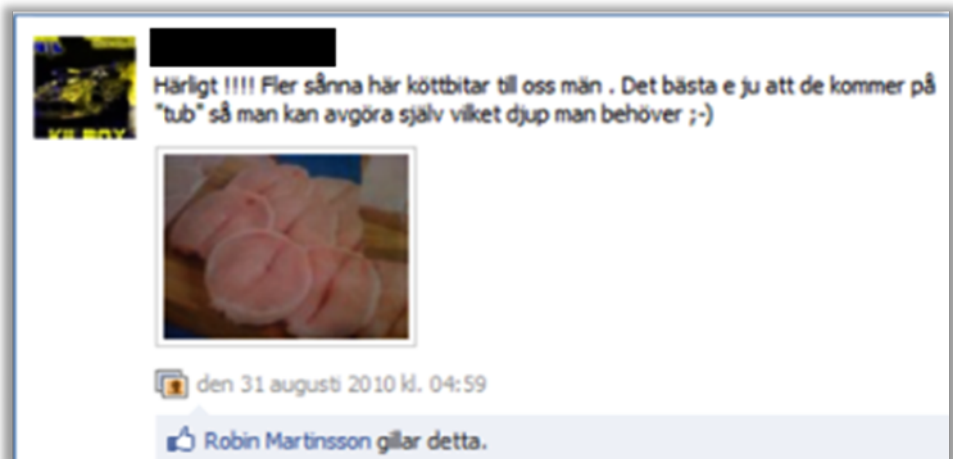 Härligt !!!! Fler sånna här köttbitar till oss män . Det bästa e ju att de kommer på
"tub" så man kan avgöra själv vilket djup man behöver ;-)
den 31 augusti 2010 kl. 04:59
Robin Martinsson gillar detta.